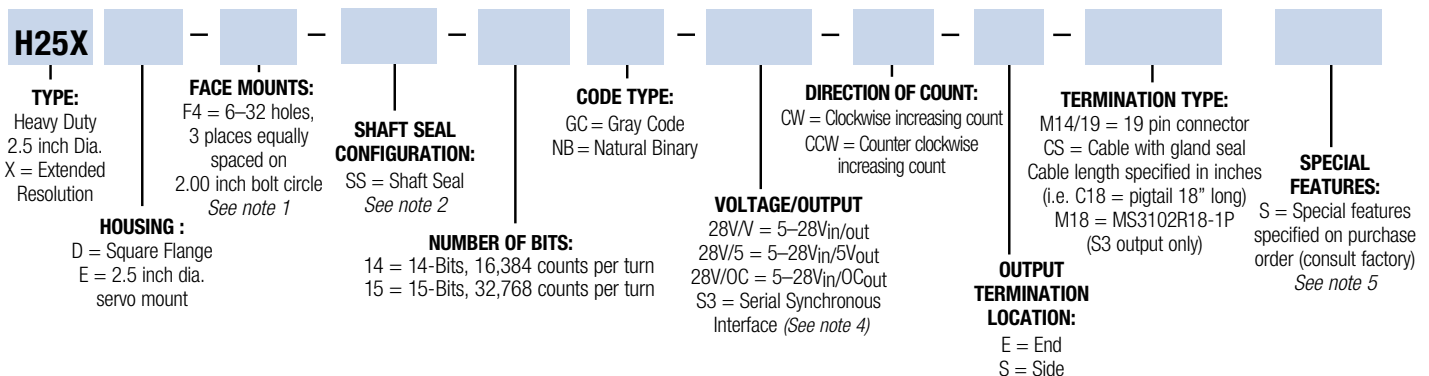 H25X – – – – – – – –
TYPE:
Heavy Duty
2.5 inch Dia.
X = Extended
Resolution
HOUSING :
D = Square Flange
E = 2.5 inch dia.
servo mount
FACE MOUNTS:
F4 = 6–32 holes,
3 places equally
spaced on
2.00 inch bolt circle
See note 1
SHAFT SEAL
CONFIGURATION:
SS = Shaft Seal
See note 2
NUMBER OF BITS:
14 = 14-Bits, 16,384 counts per turn
15 = 15-Bits, 32,768 counts per turn
CODE TYPE:
GC = Gray Code
NB = Natural Binary
VOLTAGE/OUTPUT
28V/V = 5–28Vin/out
28V/5 = 5–28Vin/5Vout
28V/OC = 5–28Vin/OCout
S3 = Serial Synchronous
Interface (See note 4)
DIRECTION OF COUNT:
CW = Clockwise increasing count
CCW = Counter clockwise
increasing count
OUTPUT
TERMINATION
LOCATION:
E = End
S = Side
TERMINATION TYPE:
M14/19 = 19 pin connector
CS = Cable with gland seal
Cable length specified in inches
(i.e. C18 = pigtail 18” long)
M18 = MS3102R18-1P
(S3 output only)
SPECIAL
FEATURES:
S = Special features
specified on purchase
order (consult factory)
See note 5